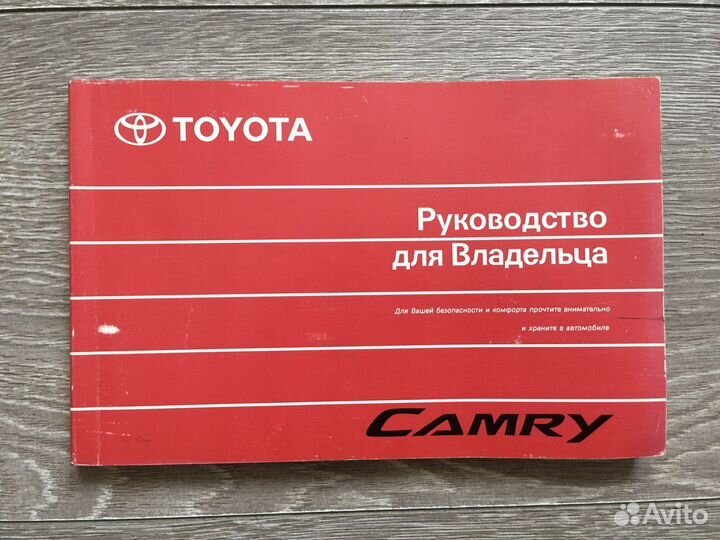 TOYOTA
Руководство
для Владельца
Для Вашей безопасности и комфорта прочтите внимательно
и храните в автомобиле
CAMRY
Avito